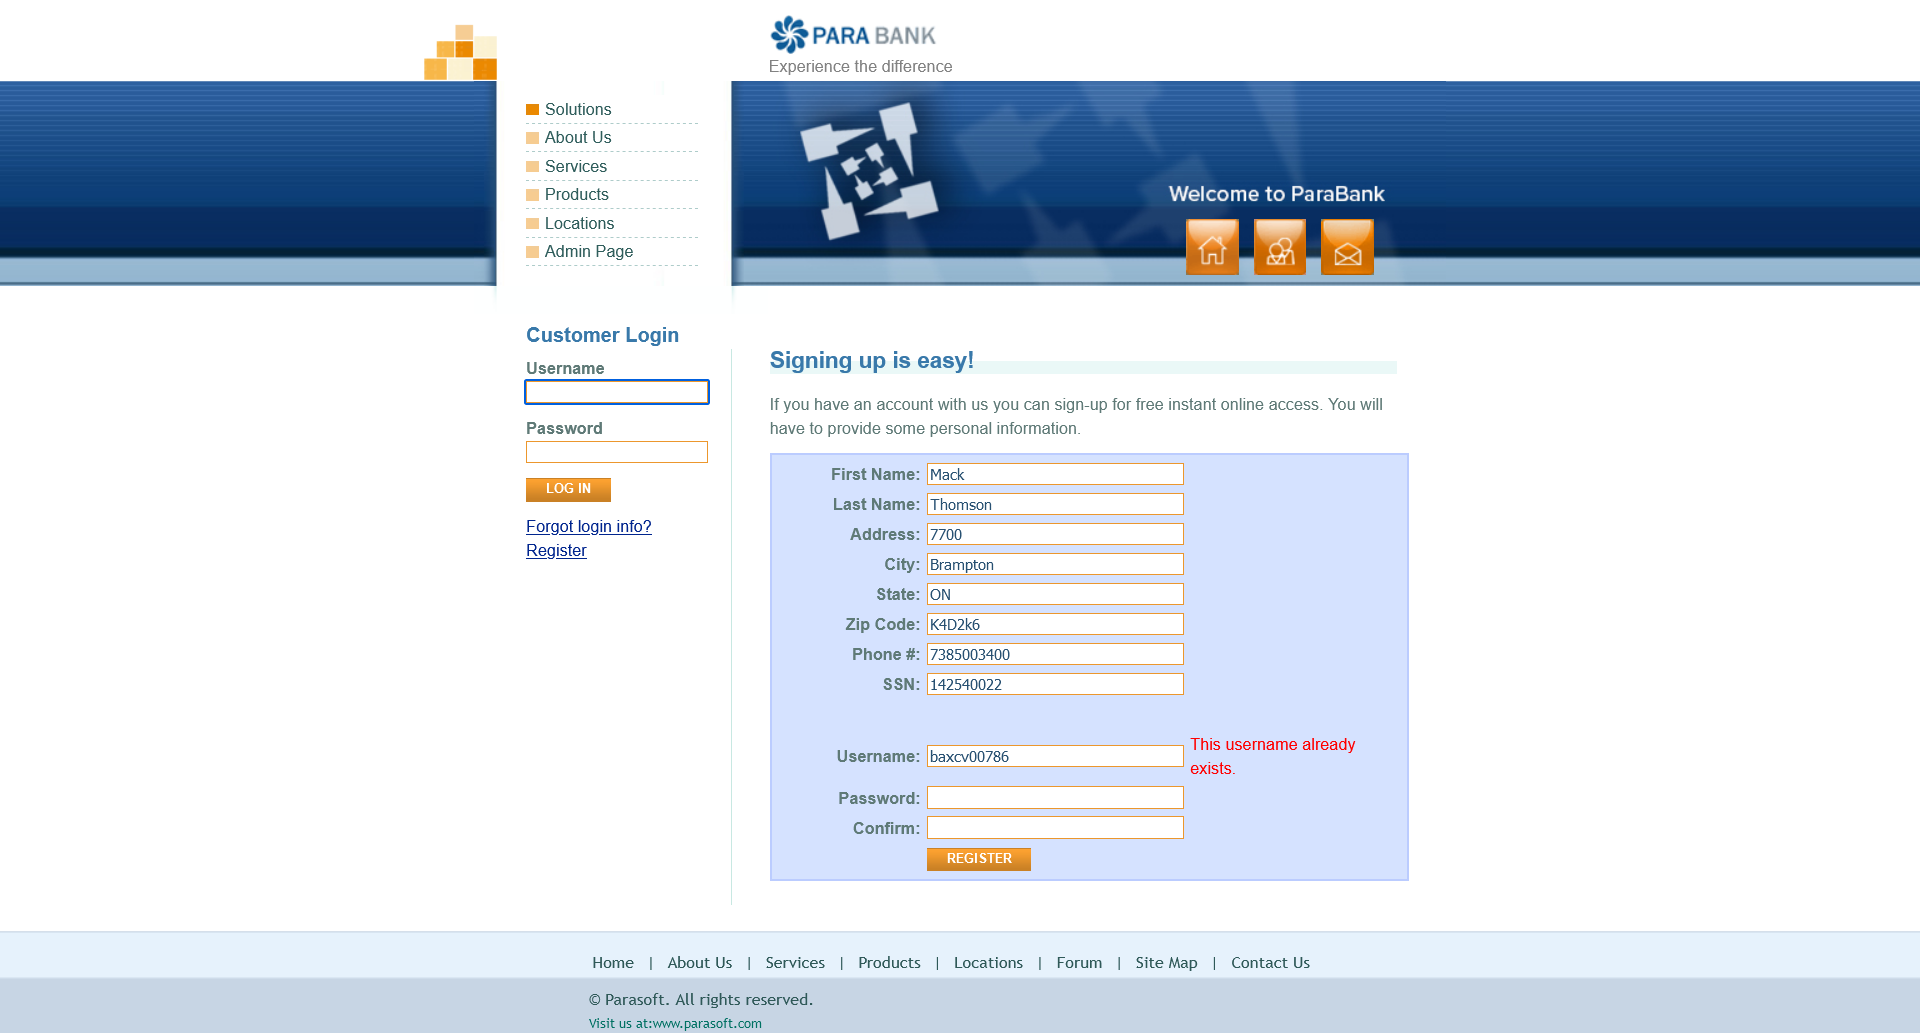 PARA BANK
Experience the difference
Solutions
About Us
Services
Products
Locations
Admin Page
Welcome to ParaBank
Customer Login
Username
Password
LOG IN
Forgot login info?
Register
Signing up is easy!
If you have an account with us you can sign-up for free instant online access. You will
have to provide some personal information.
First Name: Mack
Last Name: Thomson
Address: 7700
City: Brampton
State: ON
Zip Code: K4D2k6
Phone #: 7385003400
SSN: 142540022
Username: baxcv00786 This username already
exists.
Password:
Confirm:
REGISTER
Home | About Us | Services | Products | Locations | Forum | Site Map | Contact Us
© Parasoft. All rights reserved.
Visit us at:www.parasoft.com